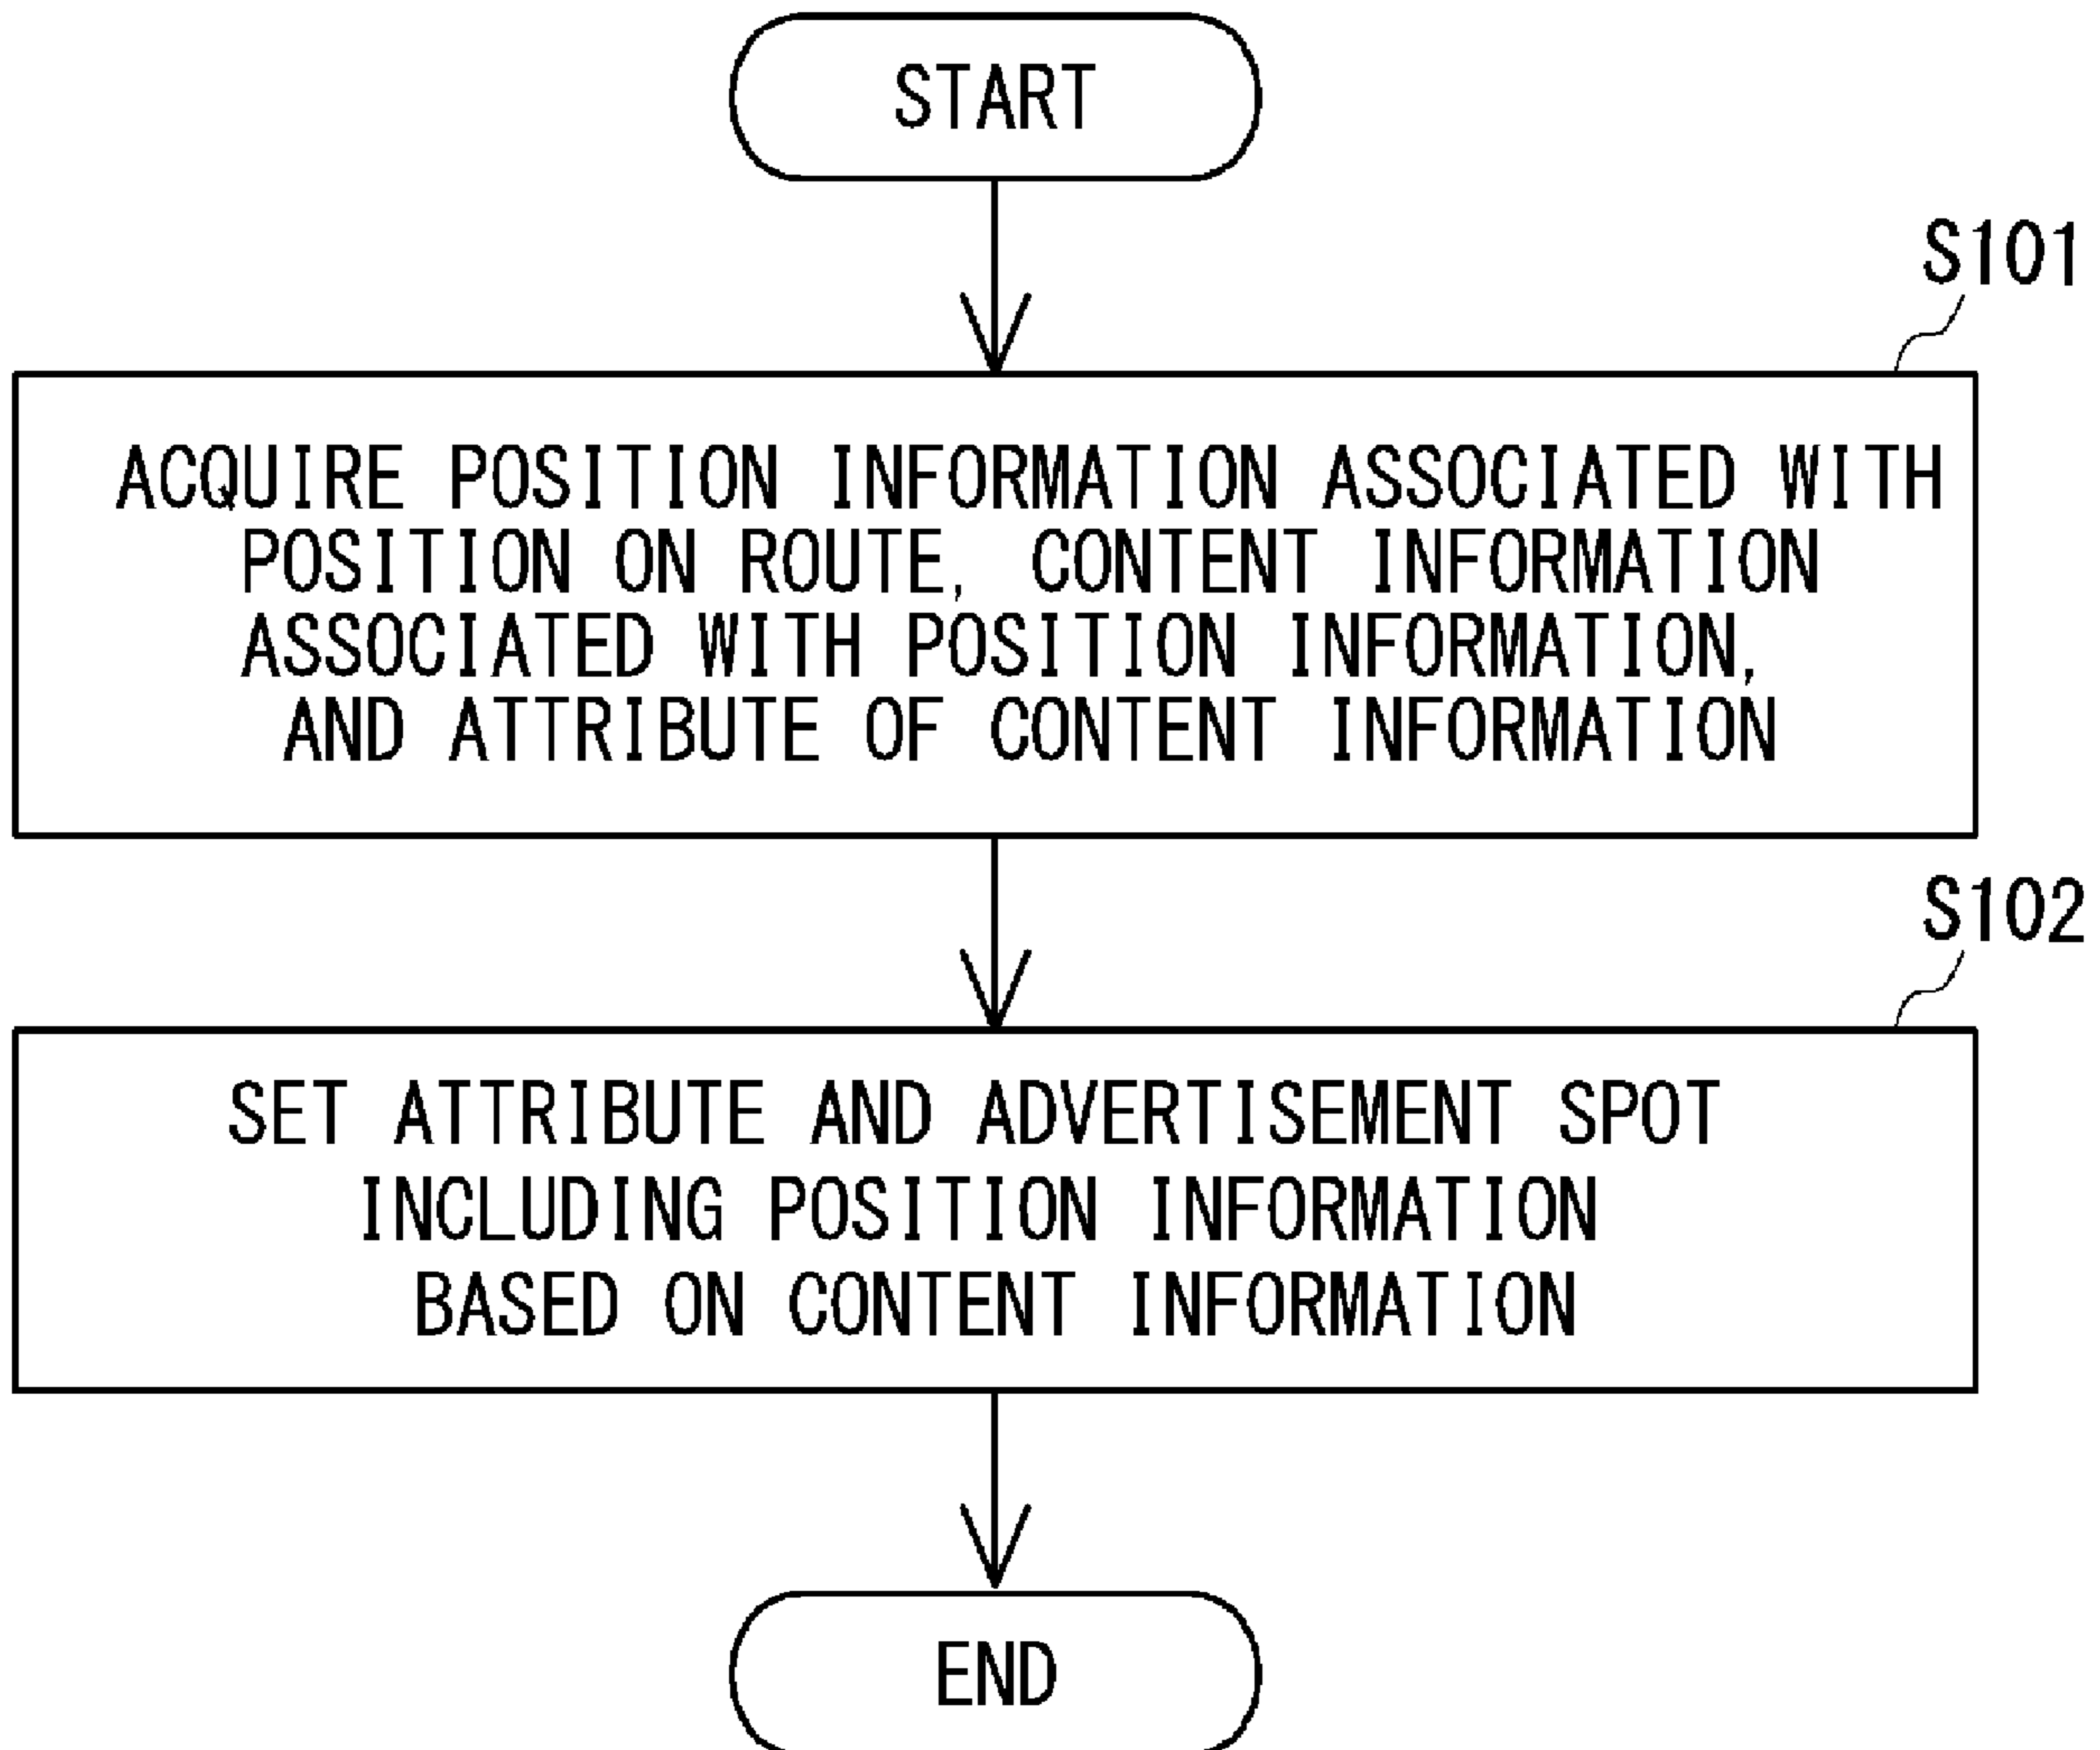 START
S101
ACQUIRE POSITION INFORMATION ASSOCIATED WITH
POSITION ON ROUTE, CONTENT INFORMATION
ASSOCIATED WITH POSITION INFORMATION,
AND ATTRIBUTE OF CONTENT INFORMATION
S102
SET ATTRIBUTE AND ADVERTISEMENT SPOT
INCLUDING POSITION INFORMATION
BASED ON CONTENT INFORMATION
END